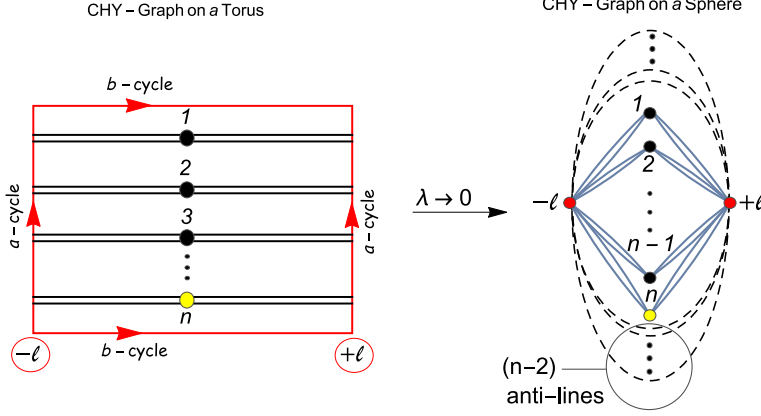 CHY – Graph on a Torus
b – cycle
a – cycle
1
2
3
n
a – cycle
b – cycle
−ℓ
+ℓ
λ → 0
CHY – Graph on a Sphere
1
2
−ℓ
+ℓ
n − 1
n
(n−2)
anti−lines